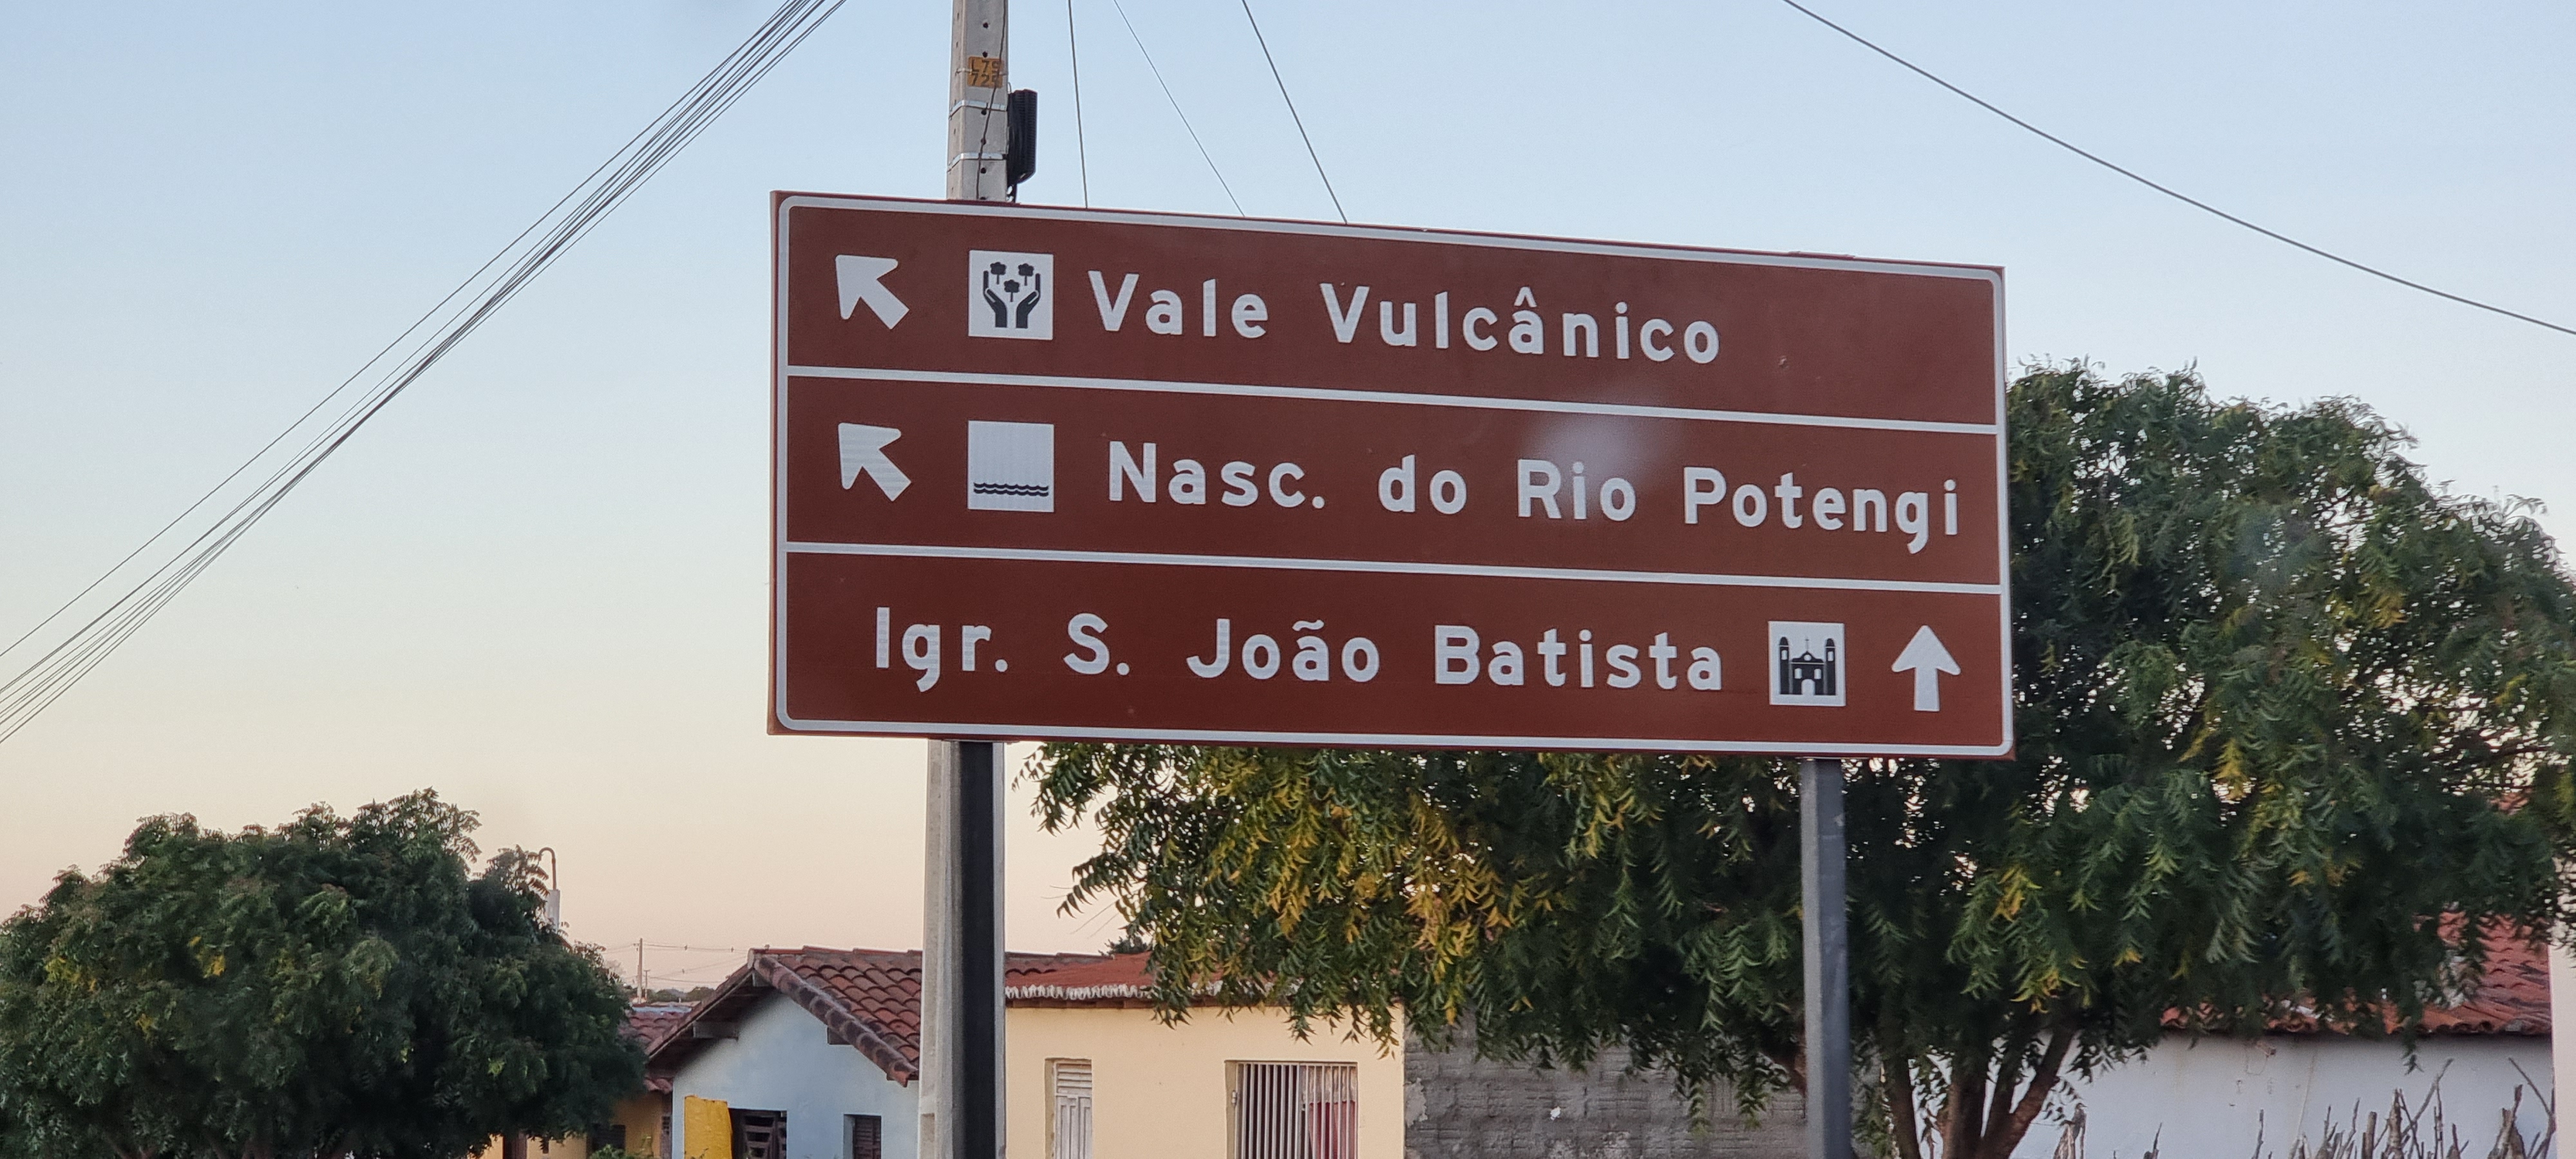 Vale Vulcânico
Nasc. do Rio Potengi
Igr. S. João Batista